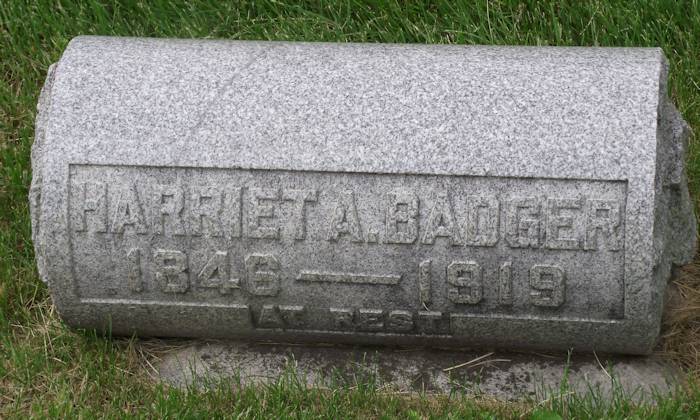 HARRIET A. BADGER
1846 — 1919
AT REST